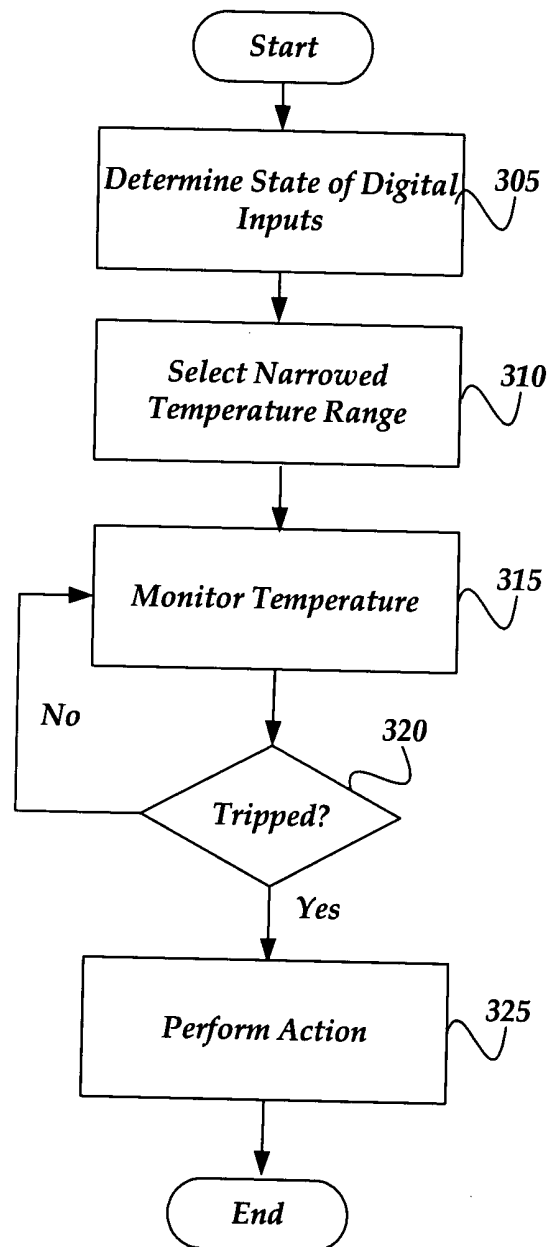 Start
Determine State of Digital
Inputs
305
Select Narrowed
Temperature Range
310
Monitor Temperature
315
No
320
Tripped?
Yes
Perform Action
325
End